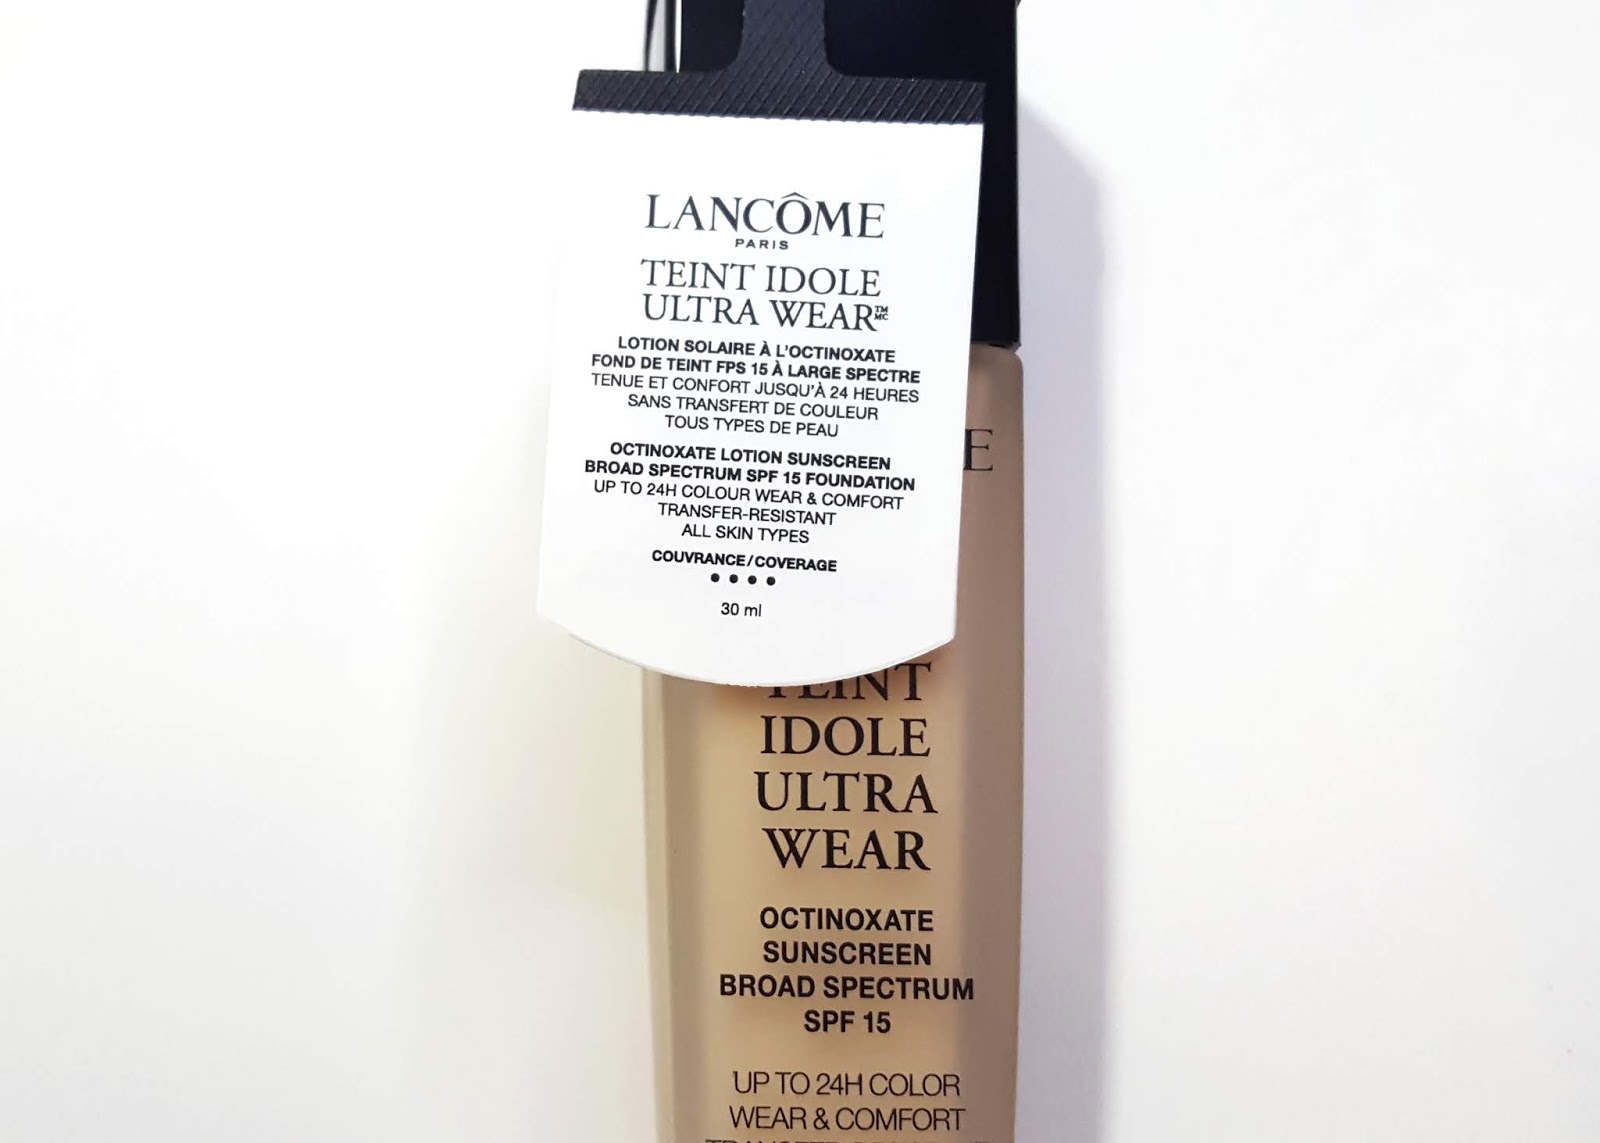 LANCÔME
PARIS
TEINT IDOLE
ULTRA WEAR™ MC
LOTION SOLAIRE À L'OCTINOXATE
FOND DE TEINT FPS 15 À LARGE SPECTRE
TENUE ET CONFORT JUSQU'À 24 HEURES
SANS TRANSFERT DE COULEUR
TOUS TYPES DE PEAU
OCTINOXATE LOTION SUNSCREEN
BROAD SPECTRUM SPF 15 FOUNDATION
UP TO 24H COLOUR WEAR & COMFORT
TRANSFER-RESISTANT
ALL SKIN TYPES
COUVRANCE/COVERAGE
••••
30 ml
E
TEINT
IDOLE
ULTRA
WEAR
OCTINOXATE
SUNSCREEN
BROAD SPECTRUM
SPF 15
UP TO 24H COLOR
WEAR & COMFORT